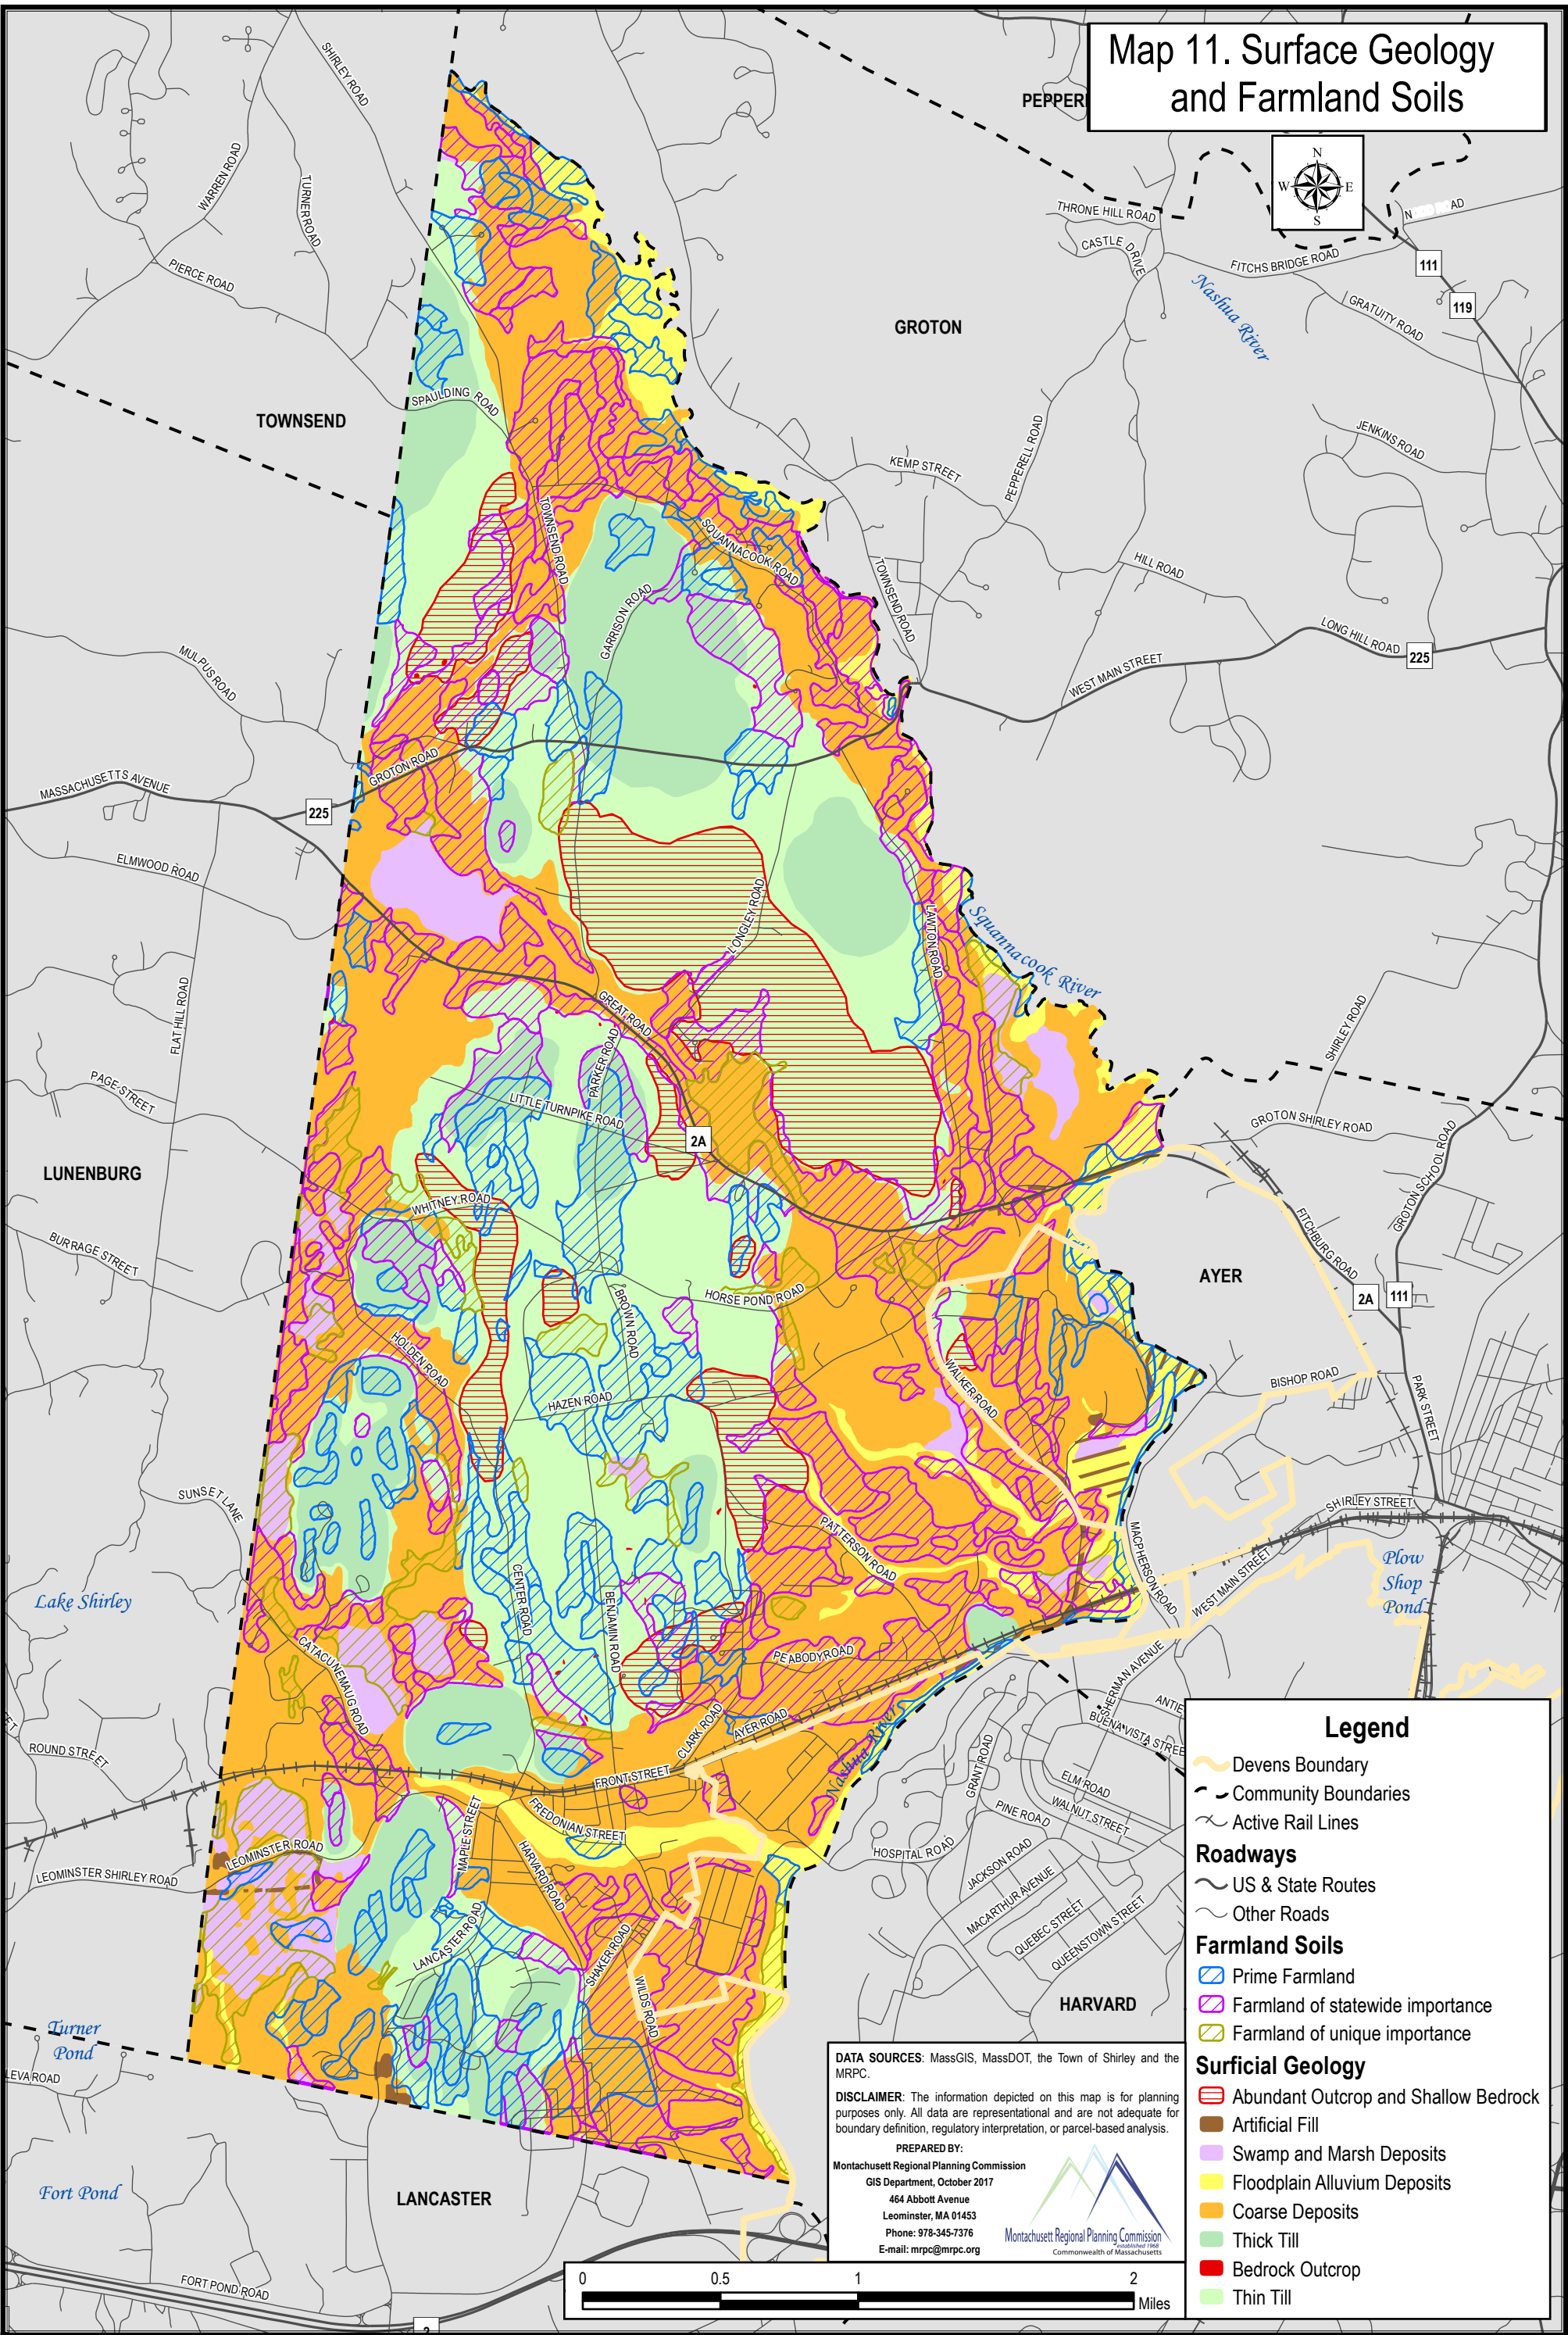 Map 11. Surface Geology
and Farmland Soils
PEPPER
N
W
E
S
SHIRLEY ROAD
WARREN ROAD
TURNER ROAD
PIERCE ROAD
THRONE HILL ROAD
CASTLE DRIVE
FITCHS BRIDGE ROAD
111
119
GRATUITY ROAD
Nashua River
GROTON
TOWNSEND
SPAULDING ROAD
JENKINS ROAD
KEMP STREET
PEPPERELL ROAD
TOWNSEND ROAD
SQUANNACOOK ROAD
TOWNSEND ROAD
HILL ROAD
GARRISON ROAD
LONG HILL ROAD
225
MULPUS ROAD
WEST MAIN STREET
GROTON ROAD
MASSACHUSETTS AVENUE
225
ELMWOOD ROAD
LONGLEY ROAD
LAWTON ROAD
Squannacook River
FLAT HILL ROAD
GREAT ROAD
SHIRLEY ROAD
PARKER ROAD
PAGE STREET
LITTLE TURNPIKE ROAD
GROTON SHIRLEY ROAD
2A
LUNENBURG
GROTON SCHOOL ROAD
WHITNEY ROAD
BURRAGE STREET
FITCHBURG ROAD
AYER
HORSE POND ROAD
2A
111
BROWN ROAD
HOLDEN ROAD
WALKER ROAD
BISHOP ROAD
PARK STREET
HAZEN ROAD
SUNSET LANE
SHIRLEY STREET
PATTERSON ROAD
MACPHERSON ROAD
WEST MAIN STREET
Plow
Shop
Pond
CENTER ROAD
BENJAMIN ROAD
Lake Shirley
CATACUNEMAUG ROAD
PEABODY ROAD
SHERMAN AVENUE
ANTIE
CLARK ROAD
AYER ROAD
BUENA VISTA STREE
Nashua River
GRANT ROAD
ROUND STREET
FRONT STREET
ELM ROAD
WALNUT STREET
PINE ROAD
FREDONIAN STREET
MAPLE STREET
HARVARD ROAD
LEOMINSTER ROAD
HOSPITAL ROAD
LEOMINSTER SHIRLEY ROAD
JACKSON ROAD
MACARTHUR AVENUE
QUEBEC STREET
QUEENSTOWN STREET
LANCASTER ROAD
SHAKER ROAD
WILDS ROAD
HARVARD
Turner
Pond
LEVA ROAD
Fort Pond
LANCASTER
FORT POND ROAD
2
Legend
Devens Boundary
Community Boundaries
Active Rail Lines
Roadways
US & State Routes
Other Roads
Farmland Soils
Prime Farmland
Farmland of statewide importance
Farmland of unique importance
Surficial Geology
Abundant Outcrop and Shallow Bedrock
Artificial Fill
Swamp and Marsh Deposits
Floodplain Alluvium Deposits
Coarse Deposits
Thick Till
Bedrock Outcrop
Thin Till
DATA SOURCES: MassGIS, MassDOT, the Town of Shirley and the
MRPC.
DISCLAIMER: The information depicted on this map is for planning
purposes only. All data are representational and are not adequate for
boundary definition, regulatory interpretation, or parcel-based analysis.
PREPARED BY:
Montachusett Regional Planning Commission
GIS Department, October 2017
464 Abbott Avenue
Leominster, MA 01453
Phone: 978-345-7376
E-mail: mrpc@mrpc.org
Montachusett Regional Planning Commission
established 1968
Commonwealth of Massachusetts
0 0.5 1 2
Miles